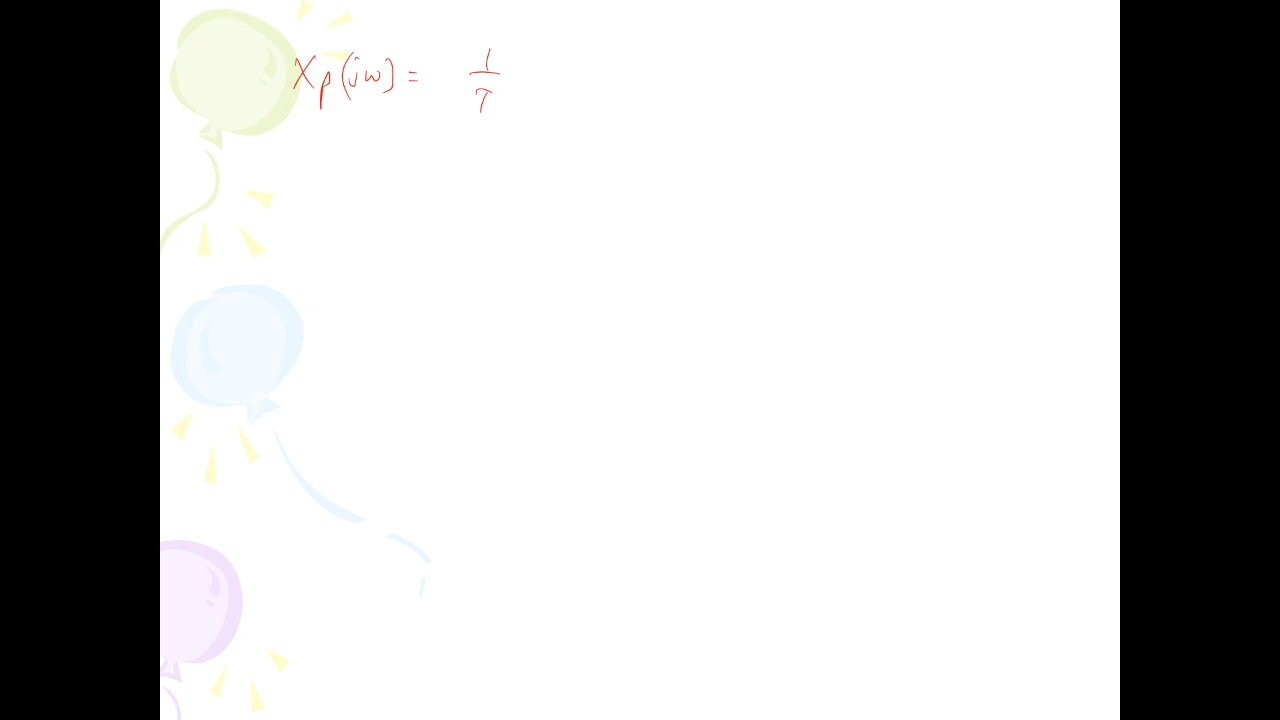 Xp(jω) = 1/T